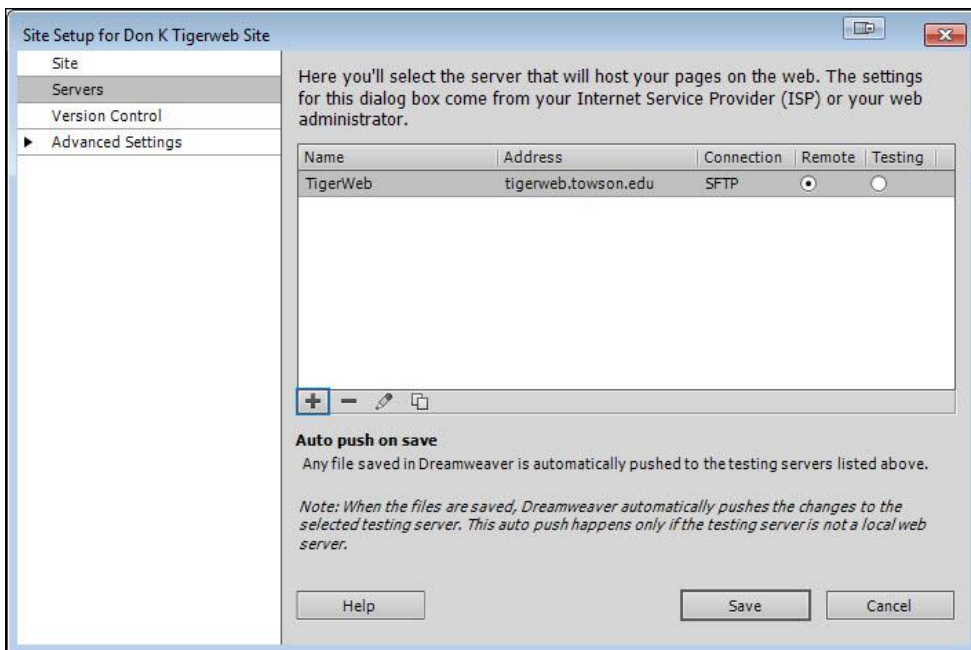 Site Setup for Don K Tigerweb Site
Site
Servers
Version Control
Advanced Settings
Here you'll select the server that will host your pages on the web. The settings
for this dialog box come from your Internet Service Provider (ISP) or your web
administrator.
Name Address Connection Remote Testing
TigerWeb tigerweb.towson.edu SFTP
Auto push on save
Any file saved in Dreamweaver is automatically pushed to the testing servers listed above.
Note: When the files are saved, Dreamweaver automatically pushes the changes to the
selected testing server. This auto push happens only if the testing server is not a local web
server.
Help Save Cancel